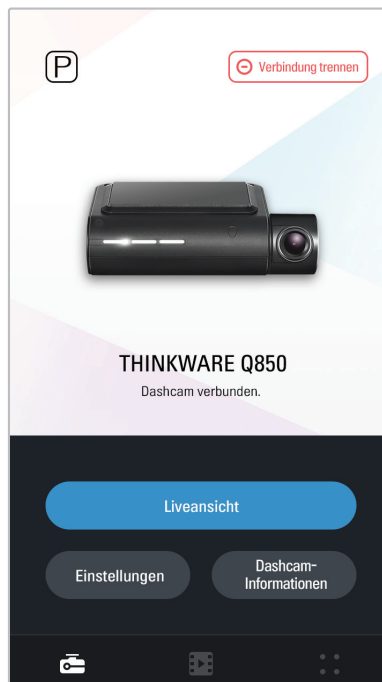 P
Verbindung trennen
THINKWARE Q850
Dashcam verbunden.
Liveansicht
Einstellungen
Dashcam-
Informationen